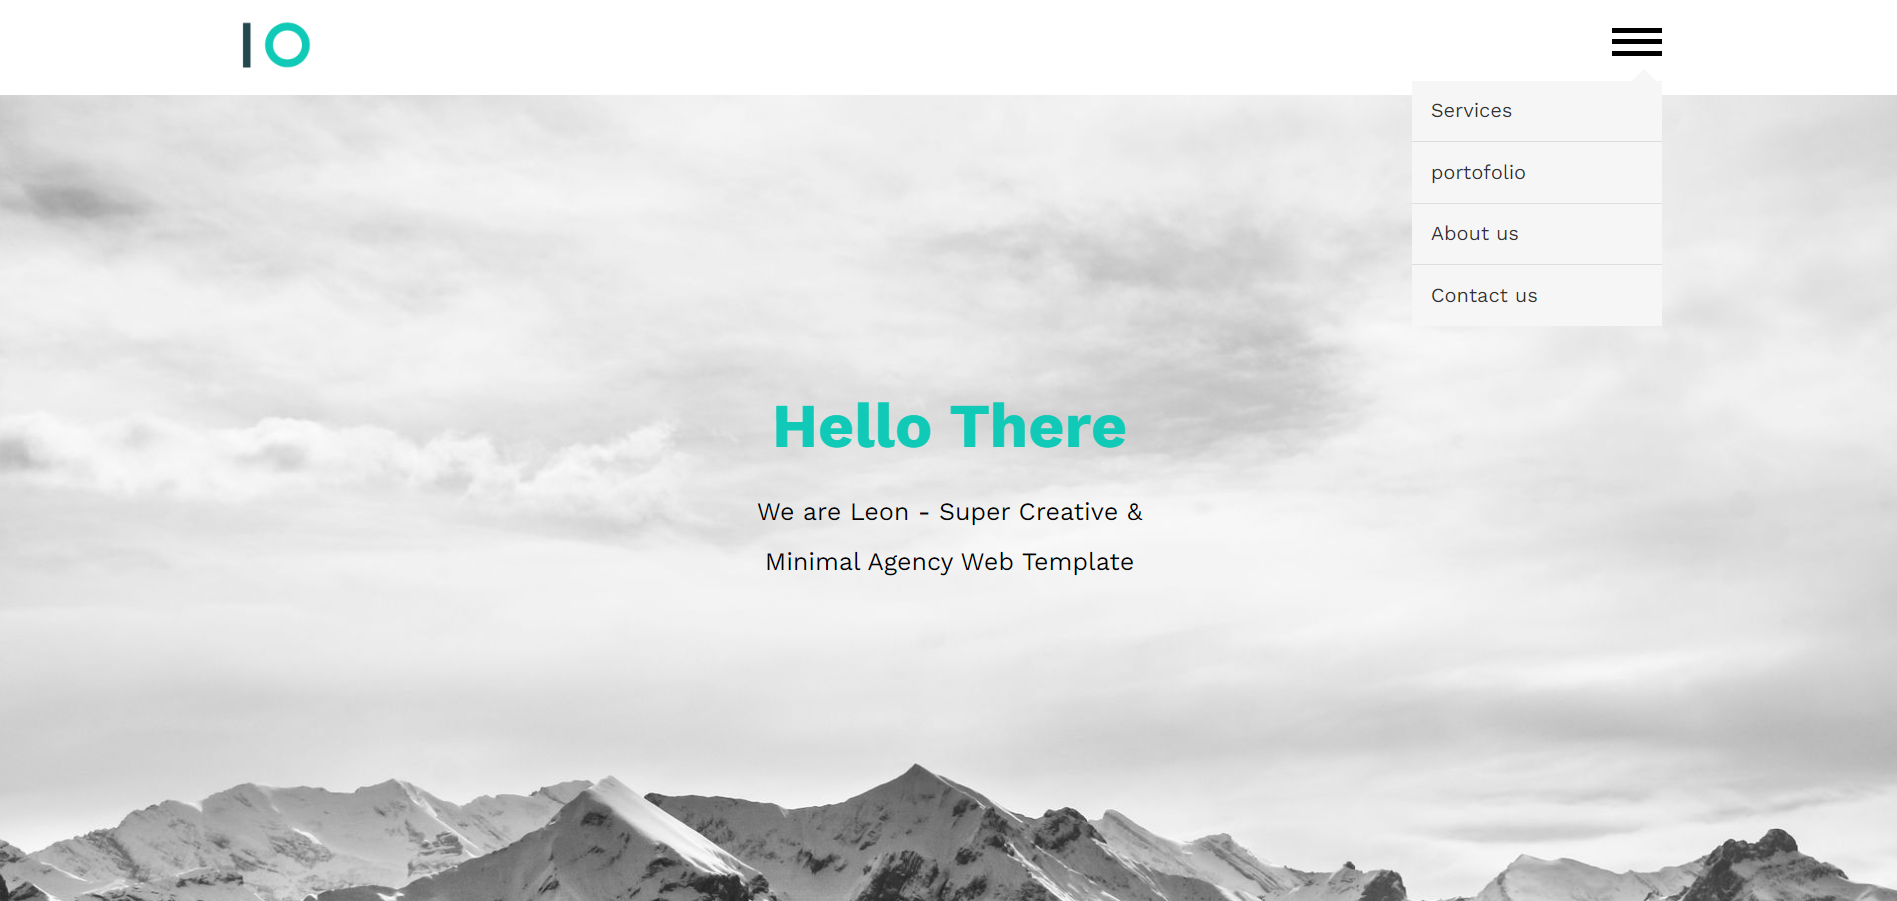 IO
Services
portofolio
About us
Contact us
Hello There
We are Leon - Super Creative &
Minimal Agency Web Template